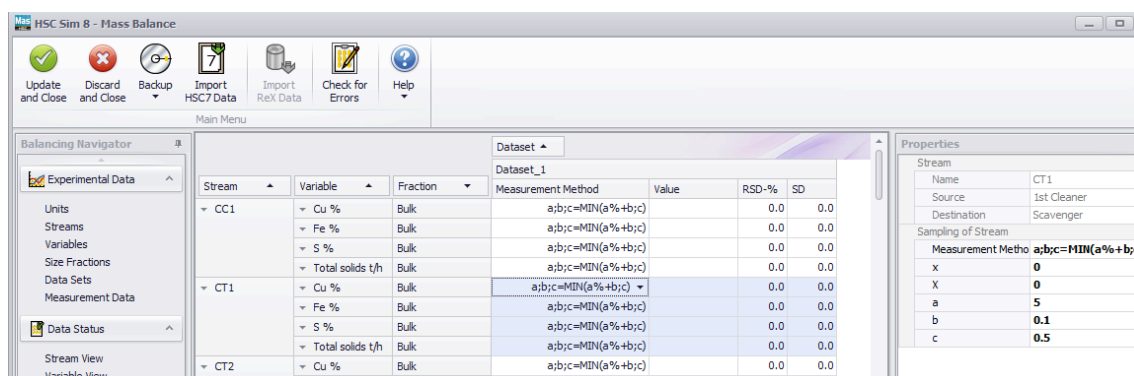 Mas HSC Sim 8 - Mass Balance
Update and Close
Discard and Close
Backup
7
Import HSC7 Data
Import ReX Data
Check for Errors
Help
Main Menu
Balancing Navigator
Experimental Data
Units
Streams
Variables
Size Fractions
Data Sets
Measurement Data
Data Status
Stream View
Variable View
Dataset
Dataset_1
Stream Variable Fraction Measurement Method Value RSD-% SD
CC1 Cu % Bulk a;b;c=MIN(a%+b;c) 0.0 0.0
Fe % Bulk a;b;c=MIN(a%+b;c) 0.0 0.0
S % Bulk a;b;c=MIN(a%+b;c) 0.0 0.0
Total solids t/h Bulk a;b;c=MIN(a%+b;c) 0.0 0.0
CT1 Cu % Bulk a;b;c=MIN(a%+b;c) 0.0 0.0
Fe % Bulk a;b;c=MIN(a%+b;c) 0.0 0.0
S % Bulk a;b;c=MIN(a%+b;c) 0.0 0.0
Total solids t/h Bulk a;b;c=MIN(a%+b;c) 0.0 0.0
CT2 Cu % Bulk a;b;c=MIN(a%+b;c) 0.0 0.0
Properties
Stream
Name CT1
Source 1st Cleaner
Destination Scavenger
Sampling of Stream
Measurement Metho a;b;c=MIN(a%+b;
x 0
X 0
a 5
b 0.1
c 0.5